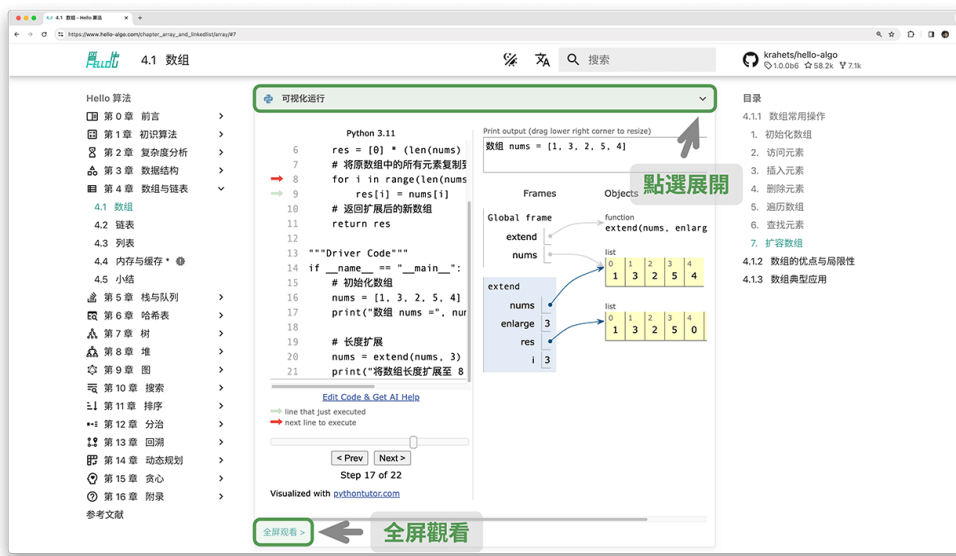 4.1 数组 - Hello 算法
https://www.hello-algo.com/chapter_array_and_linkedlist/array/#7
HELLO
4.1 数组
搜索
krahets/hello-algo
1.0.0b6 58.2k 7.1k
Hello 算法
第 0 章 前言
第 1 章 初识算法
第 2 章 复杂度分析
第 3 章 数据结构
第 4 章 数组与链表
4.1 数组
4.2 链表
4.3 列表
4.4 内存与缓存 *
4.5 小结
第 5 章 栈与队列
第 6 章 哈希表
第 7 章 树
第 8 章 堆
第 9 章 图
第 10 章 搜索
第 11 章 排序
第 12 章 分治
第 13 章 回溯
第 14 章 动态规划
第 15 章 贪心
第 16 章 附录
参考文献
可视化运行
Python 3.11
6 res = [0] * (len(nums)
7 # 将原数组中的所有元素复制到
8 for i in range(len(nums
9 res[i] = nums[i]
10 # 返回扩展后的新数组
11 return res
12
13 """Driver Code"""
14 if __name__ == "__main__":
15 # 初始化数组
16 nums = [1, 3, 2, 5, 4]
17 print("数组 nums =", num
18
19 # 长度扩展
20 nums = extend(nums, 3)
21 print("将数组长度扩展至 8
Edit Code & Get AI Help
line that just executed
next line to execute
< Prev Next >
Step 17 of 22
Visualized with pythontutor.com
全屏观看 >
全屏觀看
Print output (drag lower right corner to resize)
数组 nums = [1, 3, 2, 5, 4]
點選展開
Frames Objects
Global frame
extend
nums
function
extend(nums, enlarg
list
0 1 2 3 4
1 3 2 5 4
extend
nums
enlarge 3
res
i 3
list
0 1 2 3 4
1 3 2 5 0
目录
4.1.1 数组常用操作
1. 初始化数组
2. 访问元素
3. 插入元素
4. 删除元素
5. 遍历数组
6. 查找元素
7. 扩容数组
4.1.2 数组的优点与局限性
4.1.3 数组典型应用